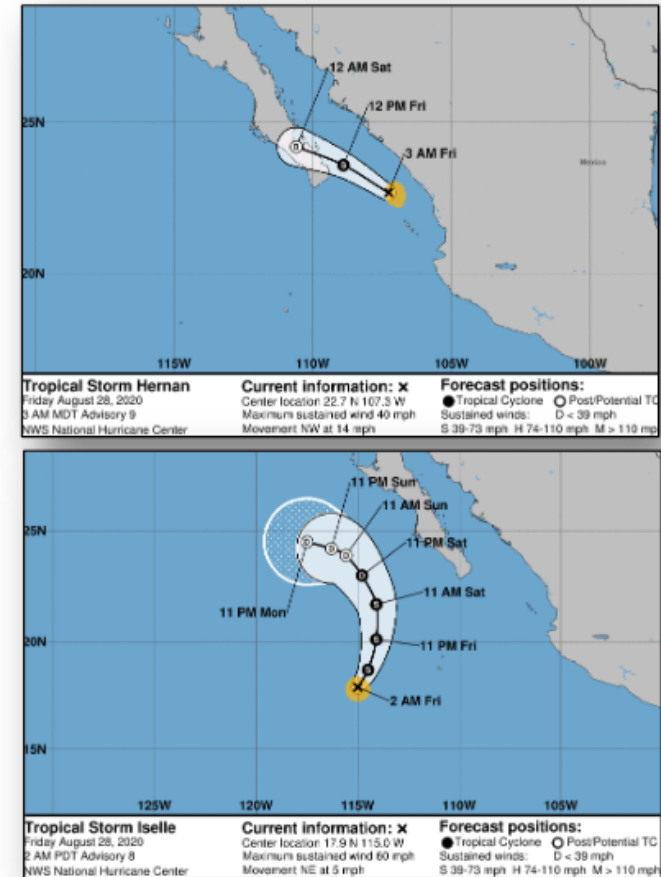 12 AM Sat
12 PM Fri
25N
3 AM Fri
Mexico
20N
115W 110W 105W 100W
Tropical Storm Hernan
Friday August 28, 2020
3 AM MDT Advisory 9
NWS National Hurricane Center
Current information: ×
Center location 22.7 N 107.3 W
Maximum sustained wind 40 mph
Movement NW at 14 mph
Forecast positions:
● Tropical Cyclone ○ Post/Potential TC
Sustained winds: D < 39 mph
S 39-73 mph H 74-110 mph M > 110 mph
11 PM Sun
11 AM Sun
25N
11 PM Sat
11 AM Sat
11 PM Mon
20N
11 PM Fri
2 AM Fri
15N
125W 120W 115W 110W 105W
Tropical Storm Iselle
Friday August 28, 2020
2 AM PDT Advisory 8
NWS National Hurricane Center
Current information: ×
Center location 17.9 N 115.0 W
Maximum sustained wind 60 mph
Movement NE at 5 mph
Forecast positions:
● Tropical Cyclone ○ Post/Potential TC
Sustained winds: D < 39 mph
S 39-73 mph H 74-110 mph M > 110 mph